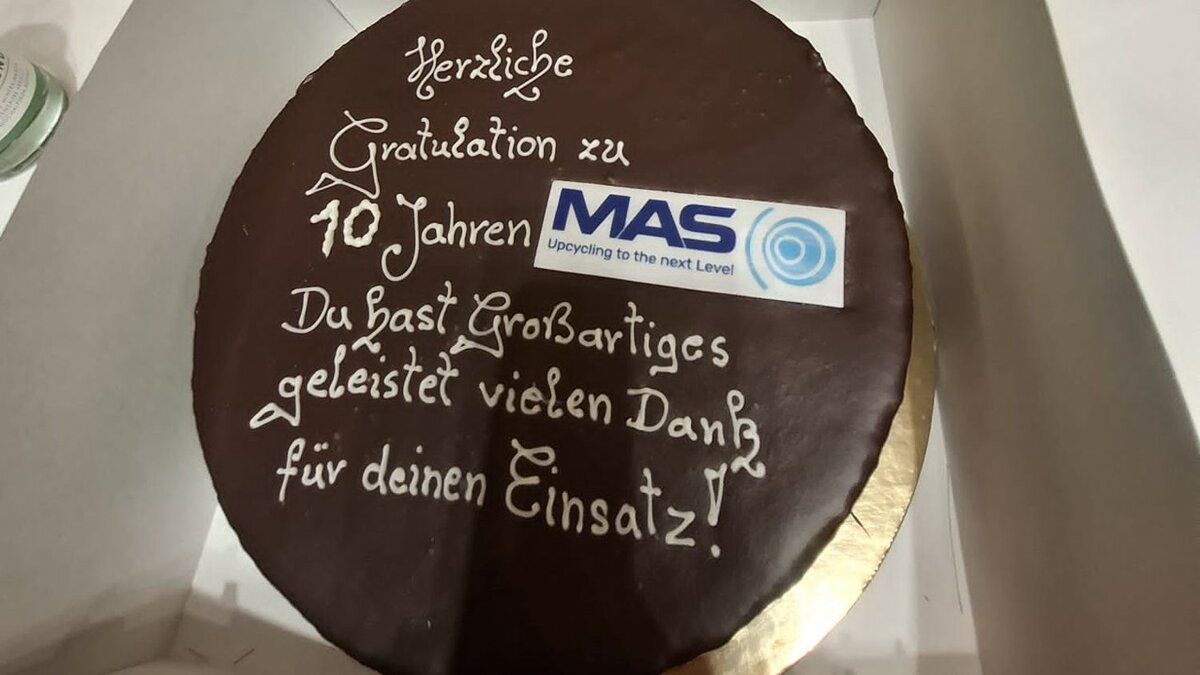 Herzliche
Gratulation zu
10 Jahren MAS
Upcycling to the next Level
Du hast Großartiges
geleistet vielen Dank
für deinen Einsatz!